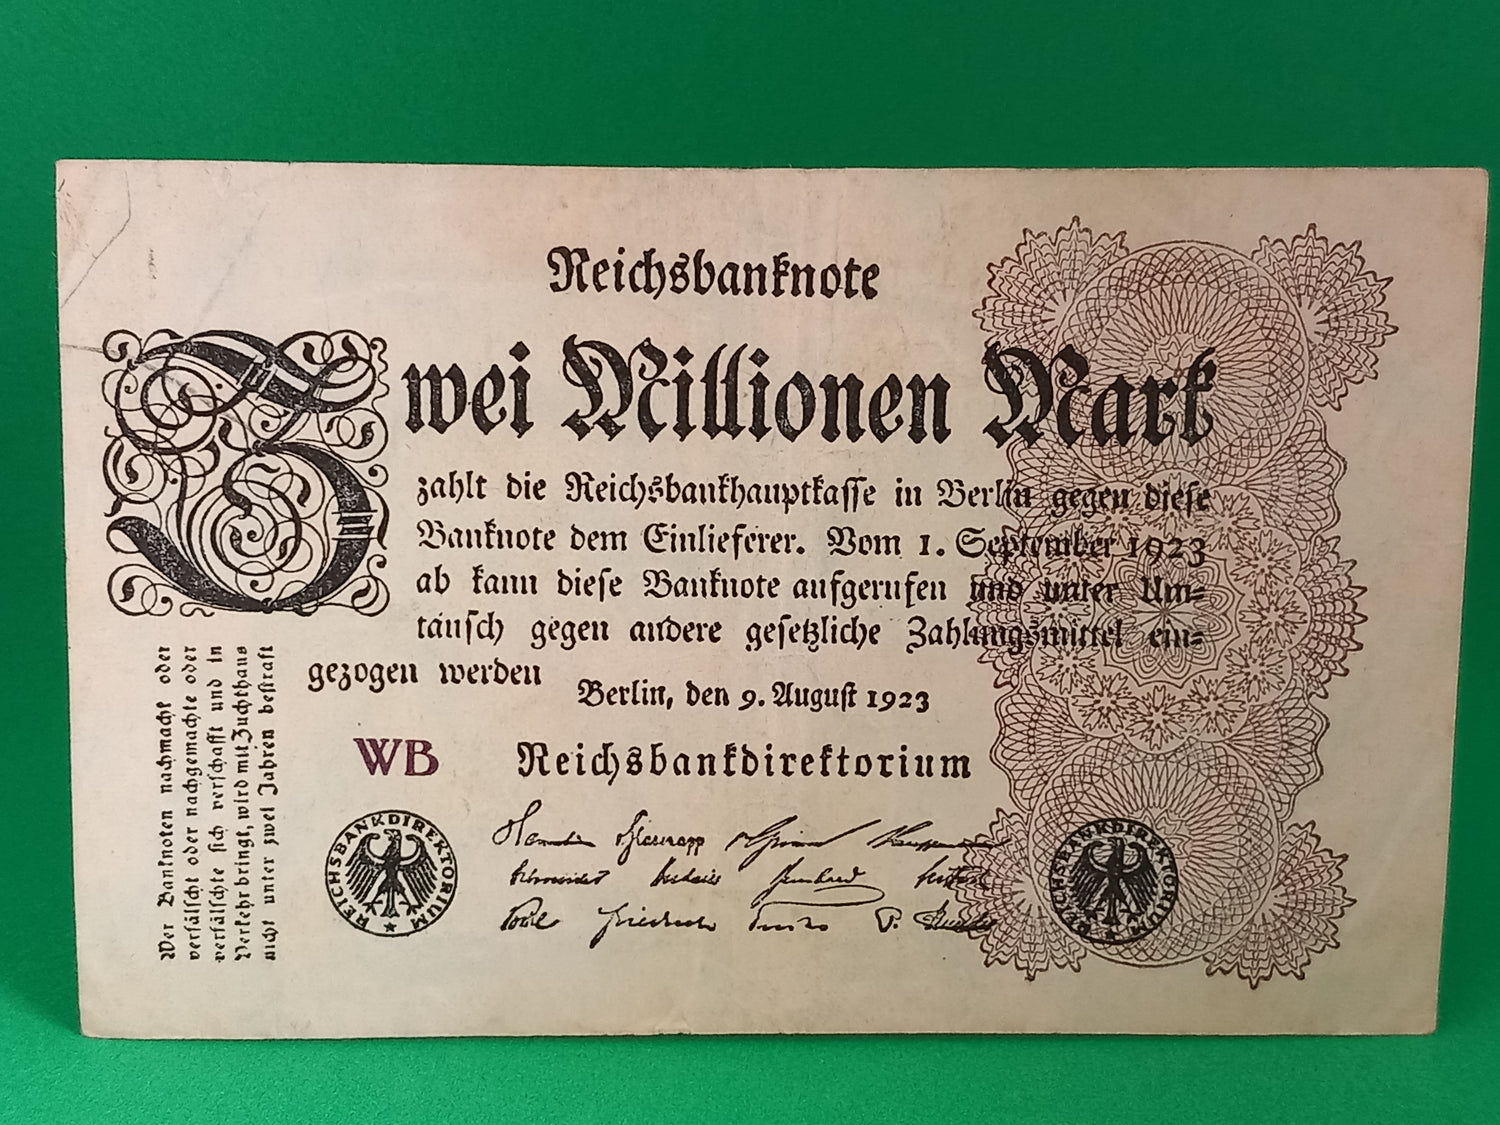 Reichsbanknote
Zwei Millionen Mark
zahlt die Reichsbankhauptkasse in Berlin gegen diese
Banknote dem Einlieferer. Vom 1. September 1923
ab kann diese Banknote aufgerufen und unter Um-
tausch gegen andere gesetzliche Zahlungsmittel ein-
gezogen werden
Berlin, den 9. August 1923
WB Reichsbankdirektorium
Wer Banknoten nachmacht oder
verfälscht oder nachgemachte oder
verfälschte sich verschafft und in
Verkehr bringt, wird mit Zuchthaus
nicht unter zwei Jahren bestraft
REICHSBANKDIREKTORIUM
REICHSBANKDIREKTORIUM